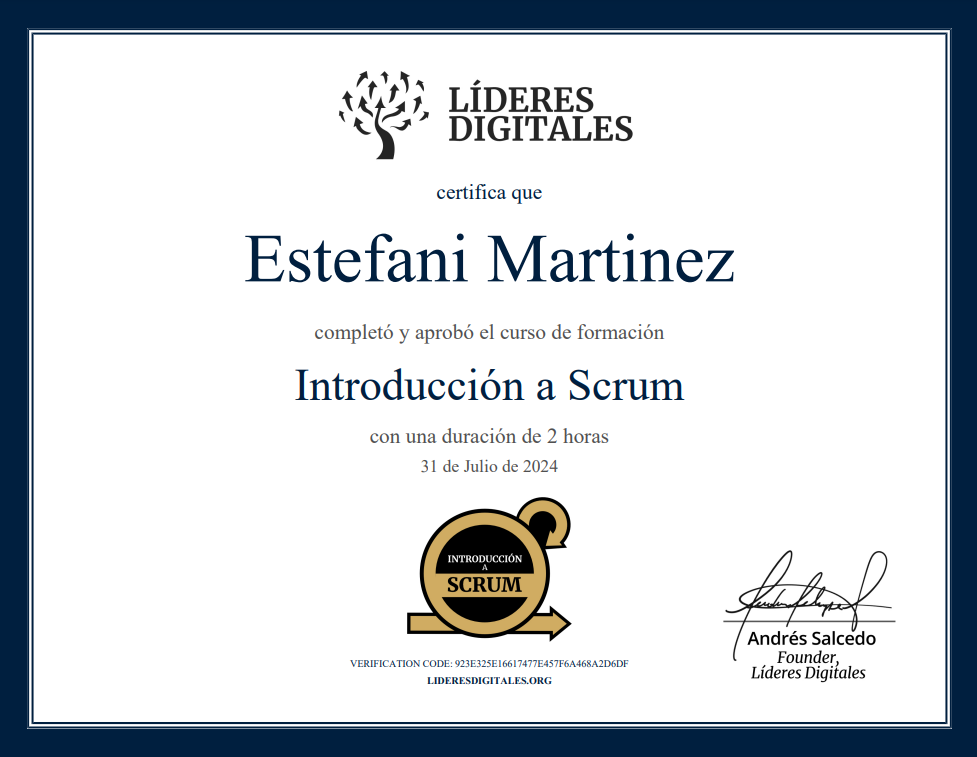 LÍDERES
DIGITALES
certifica que
Estefani Martinez
completó y aprobó el curso de formación
Introducción a Scrum
con una duración de 2 horas
31 de Julio de 2024
INTRODUCCIÓN
A
SCRUM
VERIFICATION CODE: 923E325E16617477E457F6A468A2D6DF
LIDERESDIGITALES.ORG
Andrés Salcedo
Founder,
Líderes Digitales